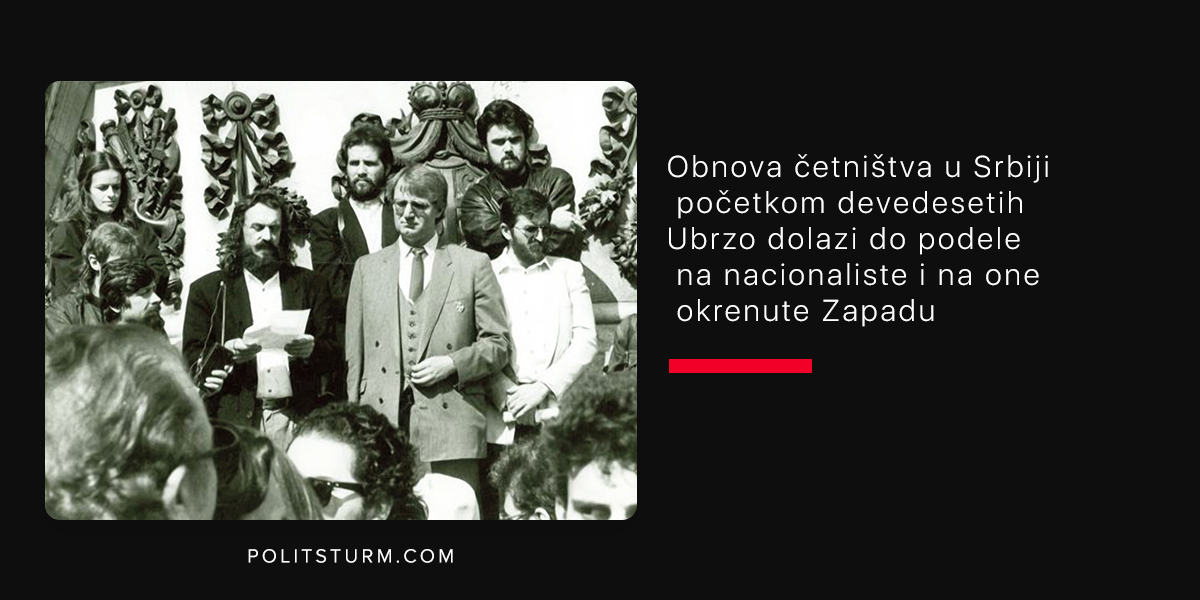 Obnova četništva u Srbiji
početkom devedesetih
Ubrzo dolazi do podele
na nacionaliste i na one
okrenute Zapadu
POLITSTURM.COM